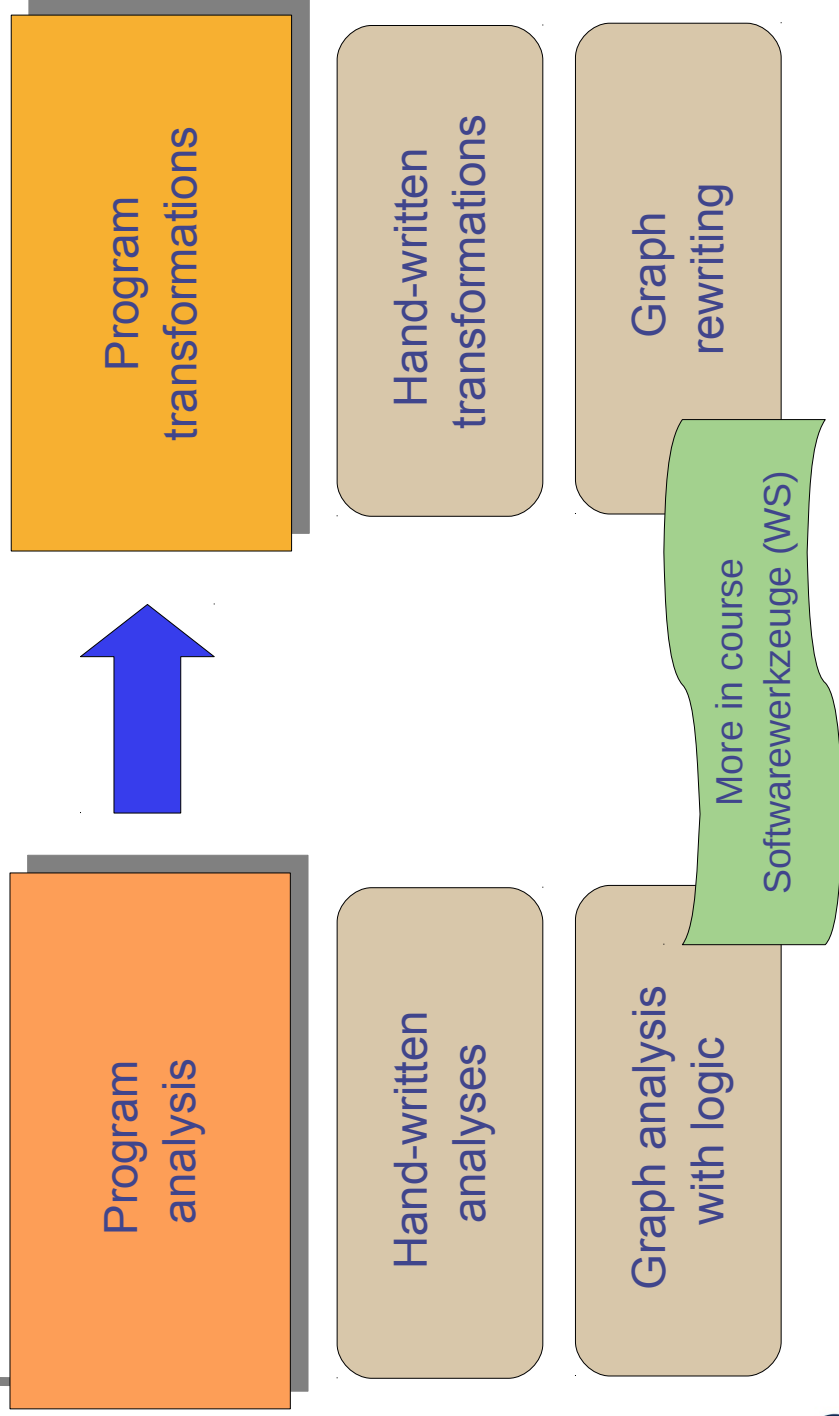 Program
analysis
Hand-written
analyses
Graph analysis
with logic
Program
transformations
Hand-written
transformations
Graph
rewriting
More in course
Softwarewerkzeuge (WS)